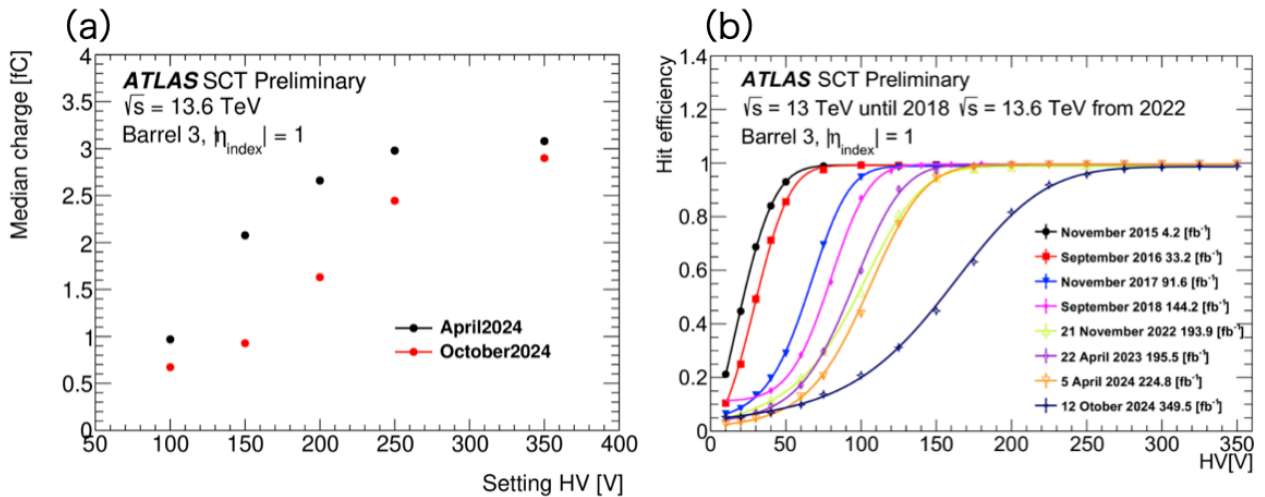 (a)
Median charge [fC]
4
3.5
3
2.5
2
1.5
1
0.5
0
ATLAS SCT Preliminary
√s = 13.6 TeV
Barrel 3, |η_index| = 1
April2024
October2024
50 100 150 200 250 300 350 400
Setting HV [V]
(b)
Hit efficiency
1.4
1.2
1
0.8
0.6
0.4
0.2
0
ATLAS SCT Preliminary
√s = 13 TeV until 2018 √s = 13.6 TeV from 2022
Barrel 3, |η_index| = 1
November 2015 4.2 [fb⁻¹]
September 2016 33.2 [fb⁻¹]
November 2017 91.6 [fb⁻¹]
September 2018 144.2 [fb⁻¹]
21 November 2022 193.9 [fb⁻¹]
22 April 2023 195.5 [fb⁻¹]
5 April 2024 224.8 [fb⁻¹]
12 Otober 2024 349.5 [fb⁻¹]
0 50 100 150 200 250 300 350
HV[V]